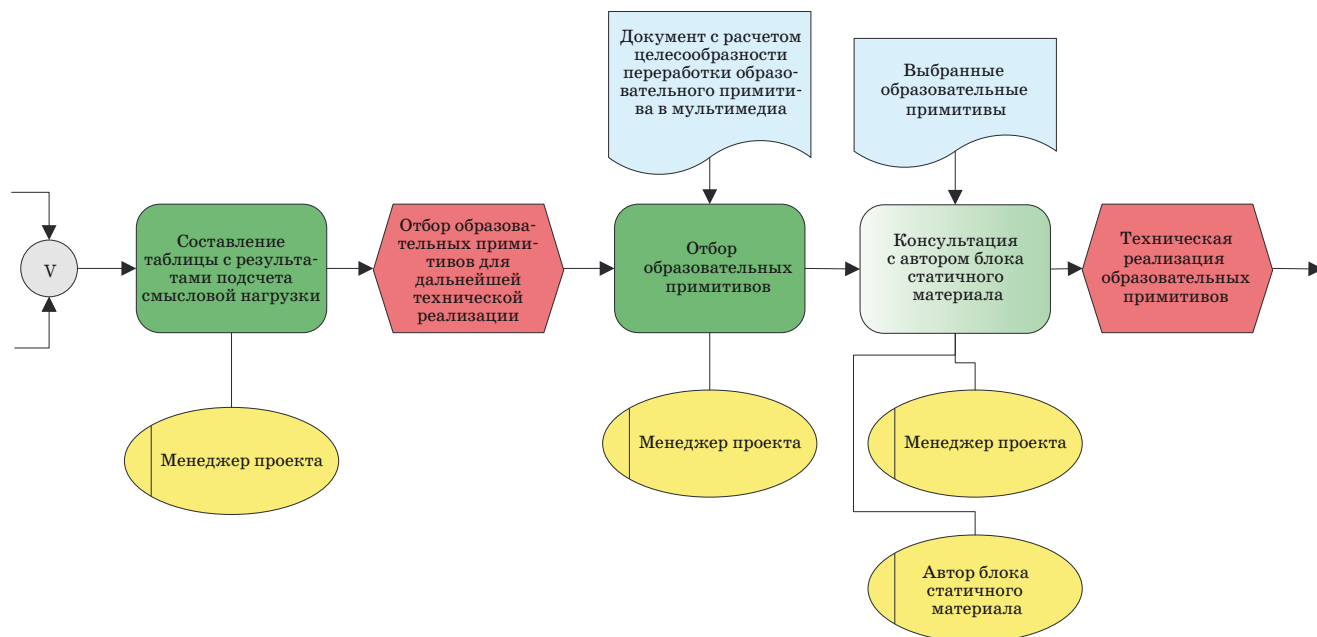 Документ с расчетом
целесообразности
переработки образо-
вательного примити-
ва в мультимедиа
Выбранные
образовательные
примитивы
V
Составление
таблицы с результа-
тами подсчета
смысловой нагрузки
Отбор образова-
тельных прими-
тивов для
дальнейшей
технической
реализации
Отбор
образовательных
примитивов
Консультация
с автором блока
статичного
материала
Техническая
реализация
образовательных
примитивов
Менеджер проекта
Менеджер проекта
Менеджер проекта
Автор блока
статичного
материала